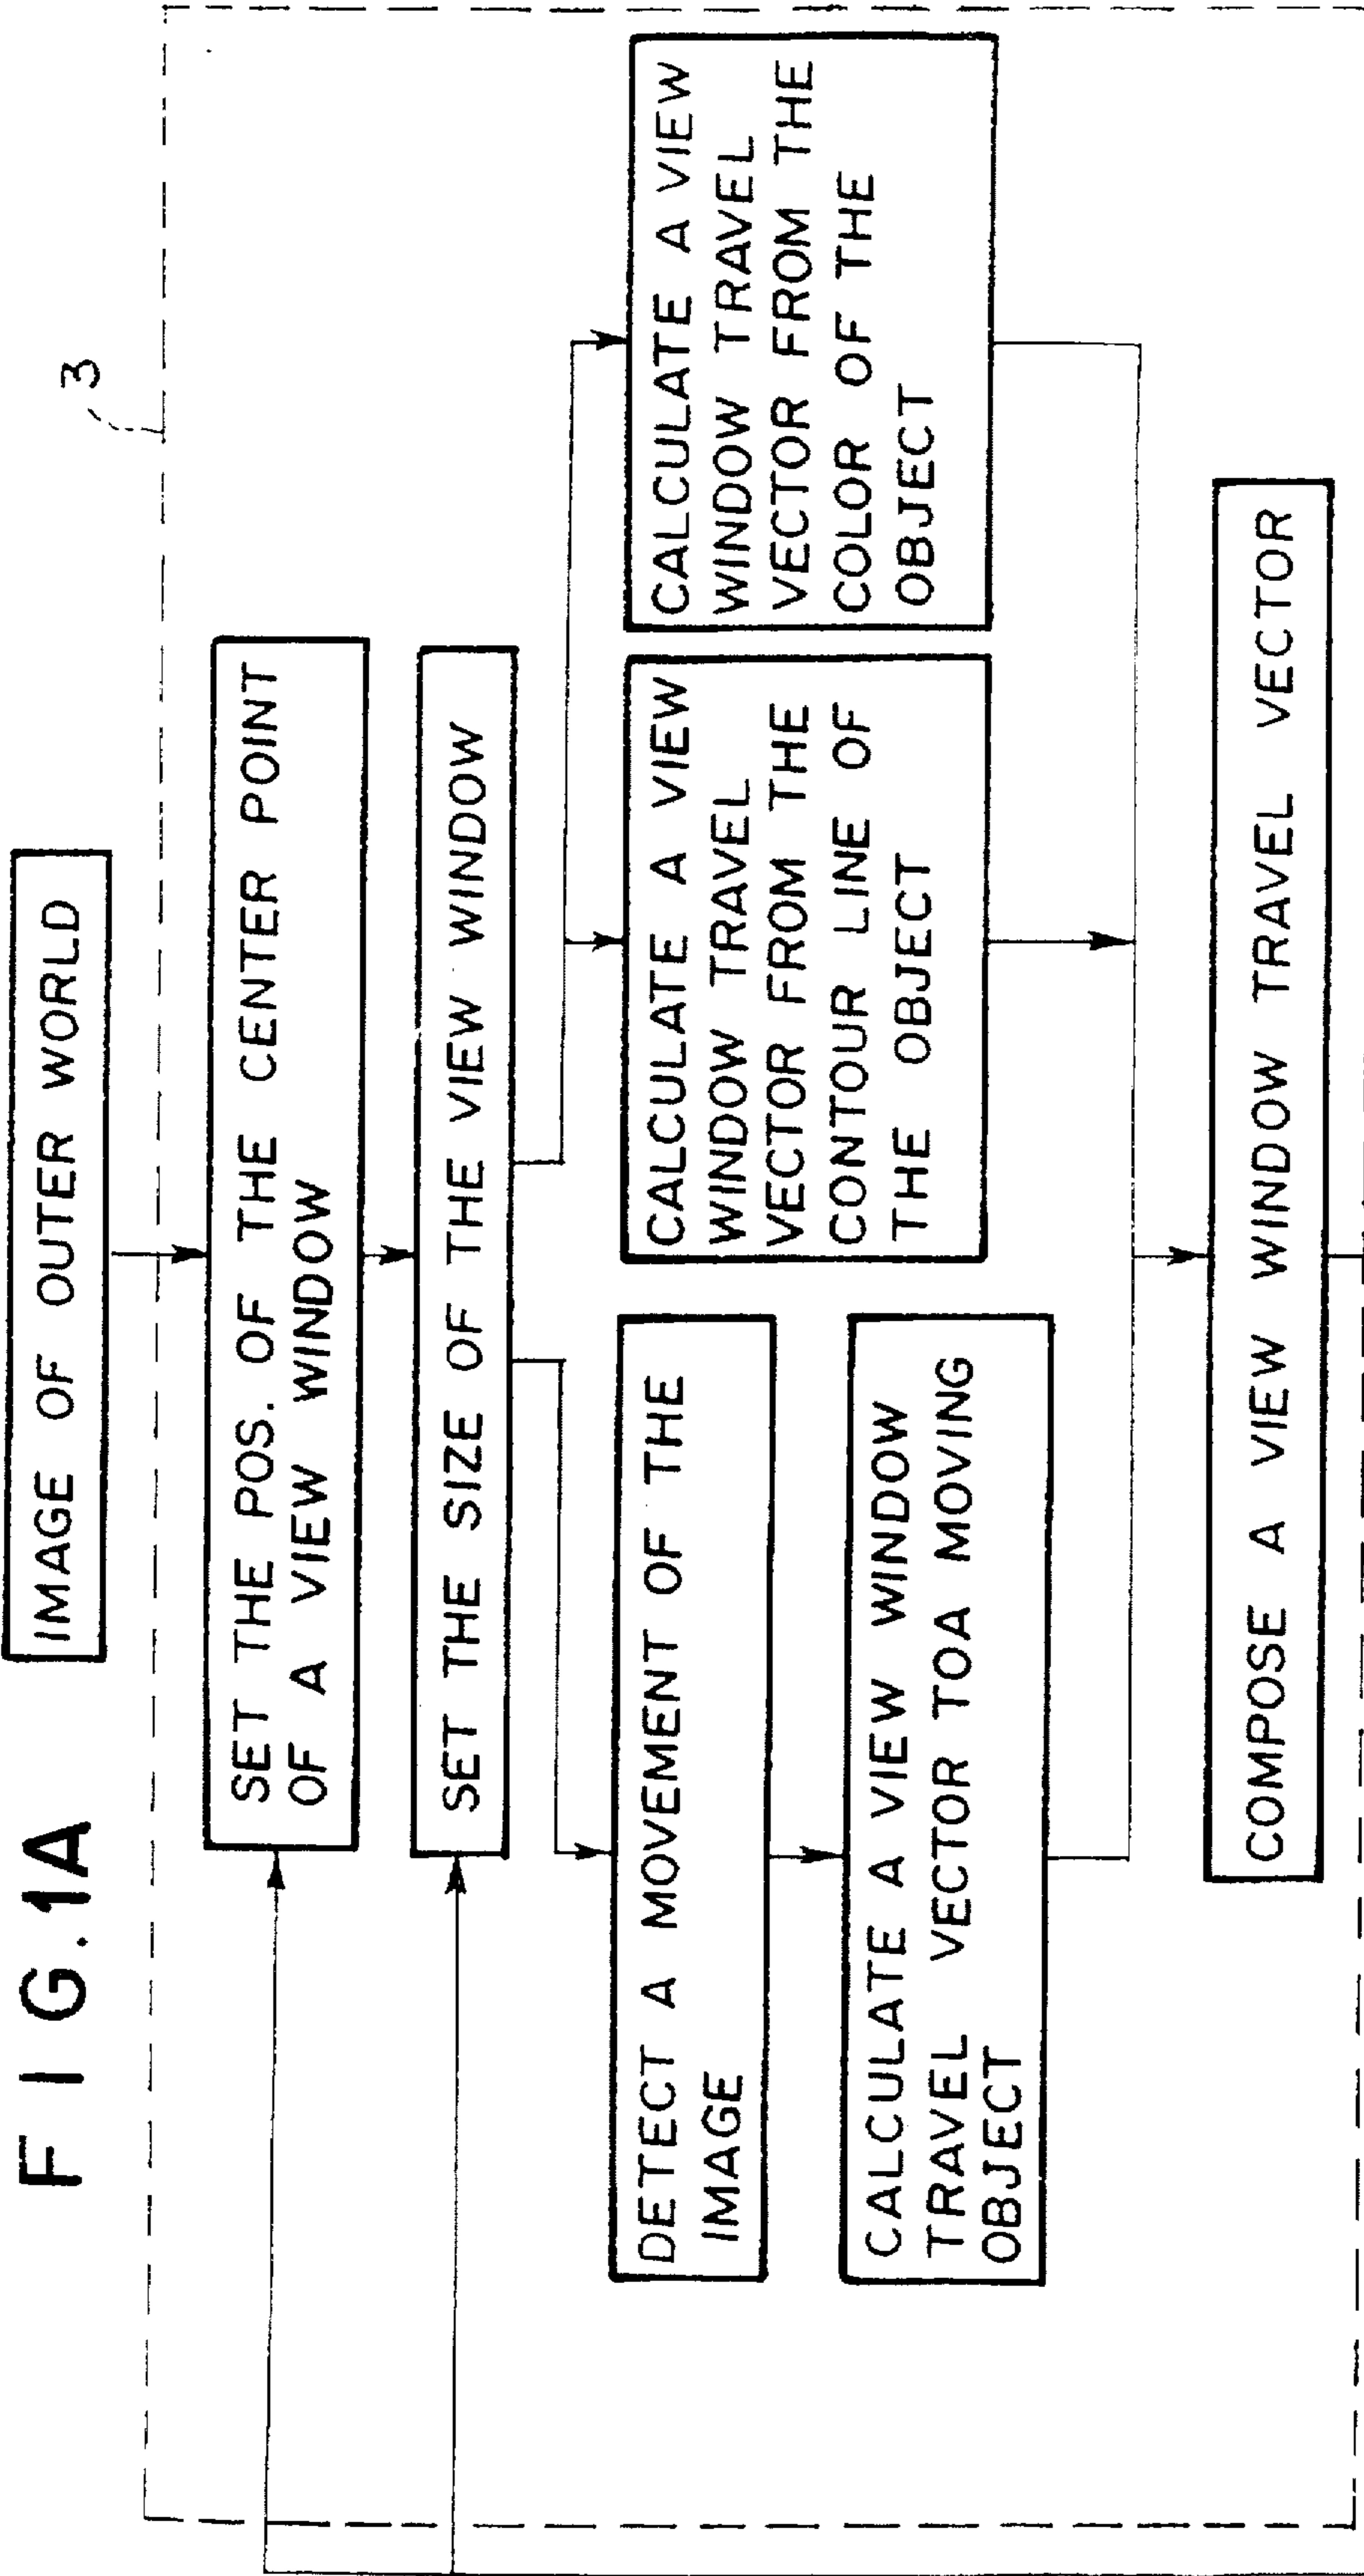 FIG.1A
IMAGE OF OUTER WORLD
3
SET THE POS. OF THE CENTER POINT
OF A VIEW WINDOW
SET THE SIZE OF THE VIEW WINDOW
DETECT A MOVEMENT OF THE
IMAGE
CALCULATE A VIEW WINDOW
TRAVEL VECTOR TOA MOVING
OBJECT
CALCULATE A VIEW
WINDOW TRAVEL
VECTOR FROM THE
CONTOUR LINE OF
THE OBJECT
CALCULATE A VIEW
WINDOW TRAVEL
VECTOR FROM THE
COLOR OF THE
OBJECT
COMPOSE A VIEW WINDOW TRAVEL VECTOR